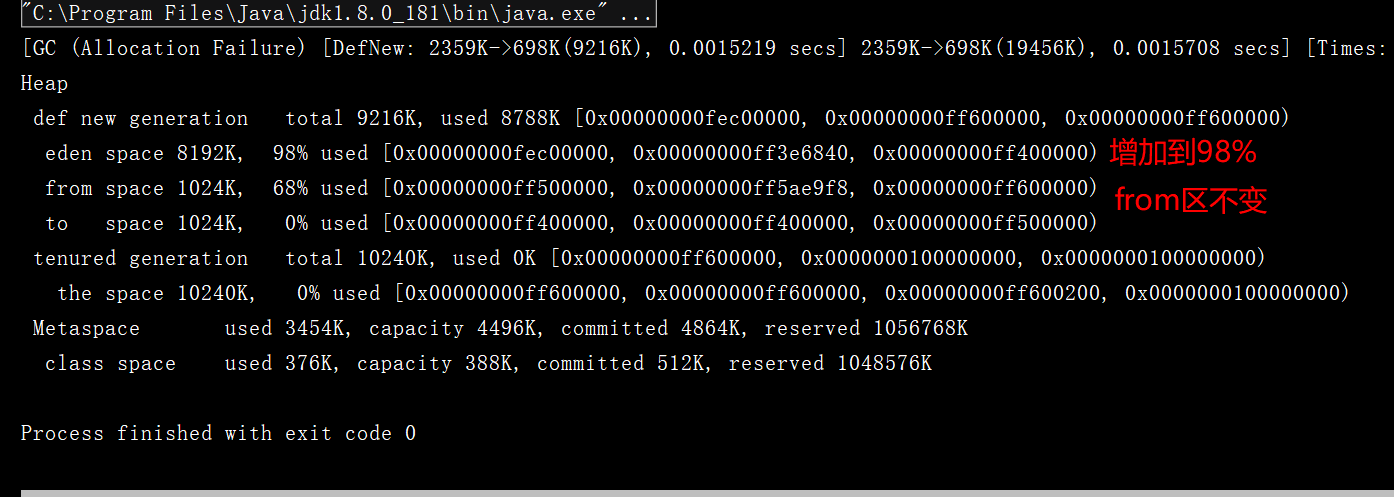 "C:\Program Files\Java\jdk1.8.0_181\bin\java.exe" ...
[GC (Allocation Failure) [DefNew: 2359K->698K(9216K), 0.0015219 secs] 2359K->698K(19456K), 0.0015708 secs] [Times:
Heap
def new generation   total 9216K, used 8788K [0x00000000fec00000, 0x00000000ff600000, 0x00000000ff600000)
eden space 8192K,  98% used [0x00000000fec00000, 0x00000000ff3e6840, 0x00000000ff400000) 增加到98%
from space 1024K,  68% used [0x00000000ff500000, 0x00000000ff5ae9f8, 0x00000000ff600000) from区不变
to   space 1024K,   0% used [0x00000000ff400000, 0x00000000ff400000, 0x00000000ff500000)
tenured generation   total 10240K, used 0K [0x00000000ff600000, 0x0000000100000000, 0x0000000100000000)
the space 10240K,   0% used [0x00000000ff600000, 0x00000000ff600000, 0x00000000ff600200, 0x0000000100000000)
Metaspace       used 3454K, capacity 4496K, committed 4864K, reserved 1056768K
class space    used 376K, capacity 388K, committed 512K, reserved 1048576K
Process finished with exit code 0